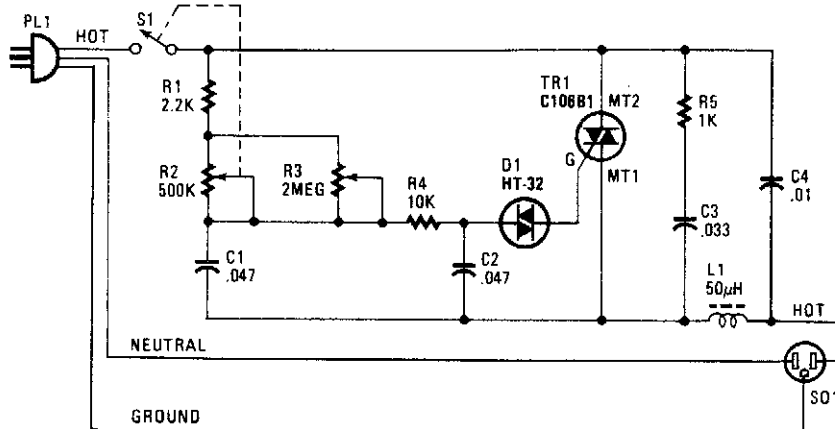 PL1
HOT
S1
R1
2.2K
R2
500K
R3
2MEG
R4
10K
C1
.047
C2
.047
D1
HT-32
TR1
C106B1
MT2
G
MT1
R5
1K
C3
.033
C4
.01
L1
50µH
HOT
NEUTRAL
SO1
GROUND